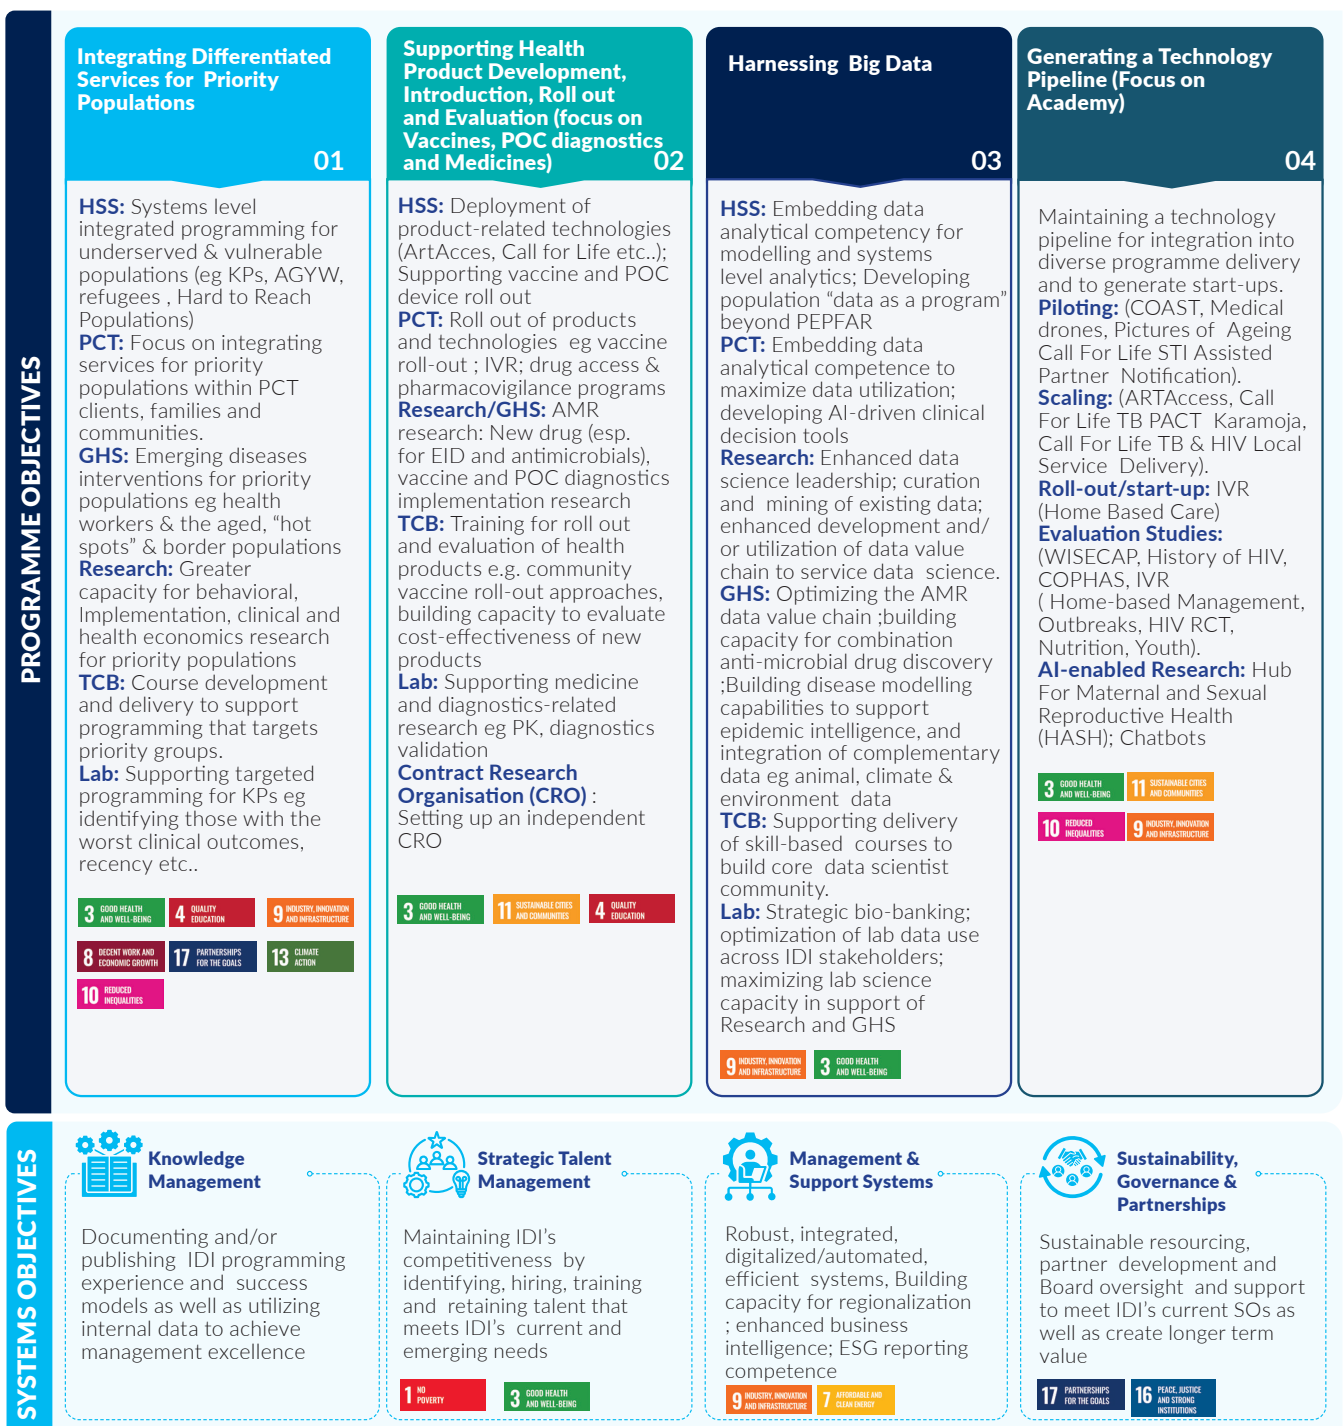 PROGRAMME OBJECTIVES
Integrating Differentiated
Services for Priority
Populations
01
HSS: Systems level
integrated programming for
underserved & vulnerable
populations (eg KPs, AGYW,
refugees , Hard to Reach
Populations)
PCT: Focus on integrating
services for priority
populations within PCT
clients, families and
communities.
GHS: Emerging diseases
interventions for priority
populations eg health
workers & the aged, “hot
spots” & border populations
Research: Greater
capacity for behavioral,
Implementation, clinical and
health economics research
for priority populations
TCB: Course development
and delivery to support
programming that targets
priority groups.
Lab: Supporting targeted
programming for KPs eg
identifying those with the
worst clinical outcomes,
recency etc..
3 GOOD HEALTH
AND WELL-BEING
4 QUALITY
EDUCATION
9 INDUSTRY, INNOVATION
AND INFRASTRUCTURE
8 DECENT WORK AND
ECONOMIC GROWTH
17 PARTNERSHIPS
FOR THE GOALS
13 CLIMATE
ACTION
10 REDUCED
INEQUALITIES
Supporting Health
Product Development,
Introduction, Roll out
and Evaluation (focus on
Vaccines, POC diagnostics
and Medicines)
02
HSS: Deployment of
product-related technologies
(ArtAcces, Call for Life etc..);
Supporting vaccine and POC
device roll out
PCT: Roll out of products
and technologies eg vaccine
roll-out ; IVR; drug access &
pharmacovigilance programs
Research/GHS: AMR
research: New drug (esp.
for EID and antimicrobials),
vaccine and POC diagnostics
implementation research
TCB: Training for roll out
and evaluation of health
products e.g. community
vaccine roll-out approaches,
building capacity to evaluate
cost-effectiveness of new
products
Lab: Supporting medicine
and diagnostics-related
research eg PK, diagnostics
validation
Contract Research
Organisation (CRO) :
Setting up an independent
CRO
3 GOOD HEALTH
AND WELL-BEING
11 SUSTAINABLE CITIES
AND COMMUNITIES
4 QUALITY
EDUCATION
Harnessing Big Data
03
HSS: Embedding data
analytical competency for
modelling and systems
level analytics; Developing
population “data as a program”
beyond PEPFAR
PCT: Embedding data
analytical competence to
maximize data utilization;
developing AI-driven clinical
decision tools
Research: Enhanced data
science leadership; curation
and mining of existing data;
enhanced development and/
or utilization of data value
chain to service data science.
GHS: Optimizing the AMR
data value chain ;building
capacity for combination
anti-microbial drug discovery
;Building disease modelling
capabilities to support
epidemic intelligence, and
integration of complementary
data eg animal, climate &
environment data
TCB: Supporting delivery
of skill-based courses to
build core data scientist
community.
Lab: Strategic bio-banking;
optimization of lab data use
across IDI stakeholders;
maximizing lab science
capacity in support of
Research and GHS
9 INDUSTRY, INNOVATION
AND INFRASTRUCTURE
3 GOOD HEALTH
AND WELL-BEING
Generating a Technology
Pipeline (Focus on
Academy)
04
Maintaining a technology
pipeline for integration into
diverse programme delivery
and to generate start-ups.
Piloting: (COAST, Medical
drones, Pictures of Ageing
Call For Life STI Assisted
Partner Notification).
Scaling: (ARTAccess, Call
For Life TB PACT Karamoja,
Call For Life TB & HIV Local
Service Delivery).
Roll-out/start-up: IVR
(Home Based Care)
Evaluation Studies:
(WISECAP, History of HIV,
COPHAS, IVR
( Home-based Management,
Outbreaks, HIV RCT,
Nutrition, Youth).
AI-enabled Research: Hub
For Maternal and Sexual
Reproductive Health
(HASH); Chatbots
3 GOOD HEALTH
AND WELL-BEING
11 SUSTAINABLE CITIES
AND COMMUNITIES
10 REDUCED
INEQUALITIES
9 INDUSTRY, INNOVATION
AND INFRASTRUCTURE
SYSTEMS OBJECTIVES
Knowledge
Management
Documenting and/or
publishing IDI programming
experience and success
models as well as utilizing
internal data to achieve
management excellence
Strategic Talent
Management
Maintaining IDI’s
competitiveness by
identifying, hiring, training
and retaining talent that
meets IDI’s current and
emerging needs
1 NO
POVERTY
3 GOOD HEALTH
AND WELL-BEING
Management &
Support Systems
Robust, integrated,
digitalized/automated,
efficient systems, Building
capacity for regionalization
; enhanced business
intelligence; ESG reporting
competence
9 INDUSTRY, INNOVATION
AND INFRASTRUCTURE
7 AFFORDABLE AND
CLEAN ENERGY
Sustainability,
Governance &
Partnerships
Sustainable resourcing,
partner development and
Board oversight and support
to meet IDI’s current SOs as
well as create longer term
value
17 PARTNERSHIPS
FOR THE GOALS
16 PEACE, JUSTICE
AND STRONG
INSTITUTIONS